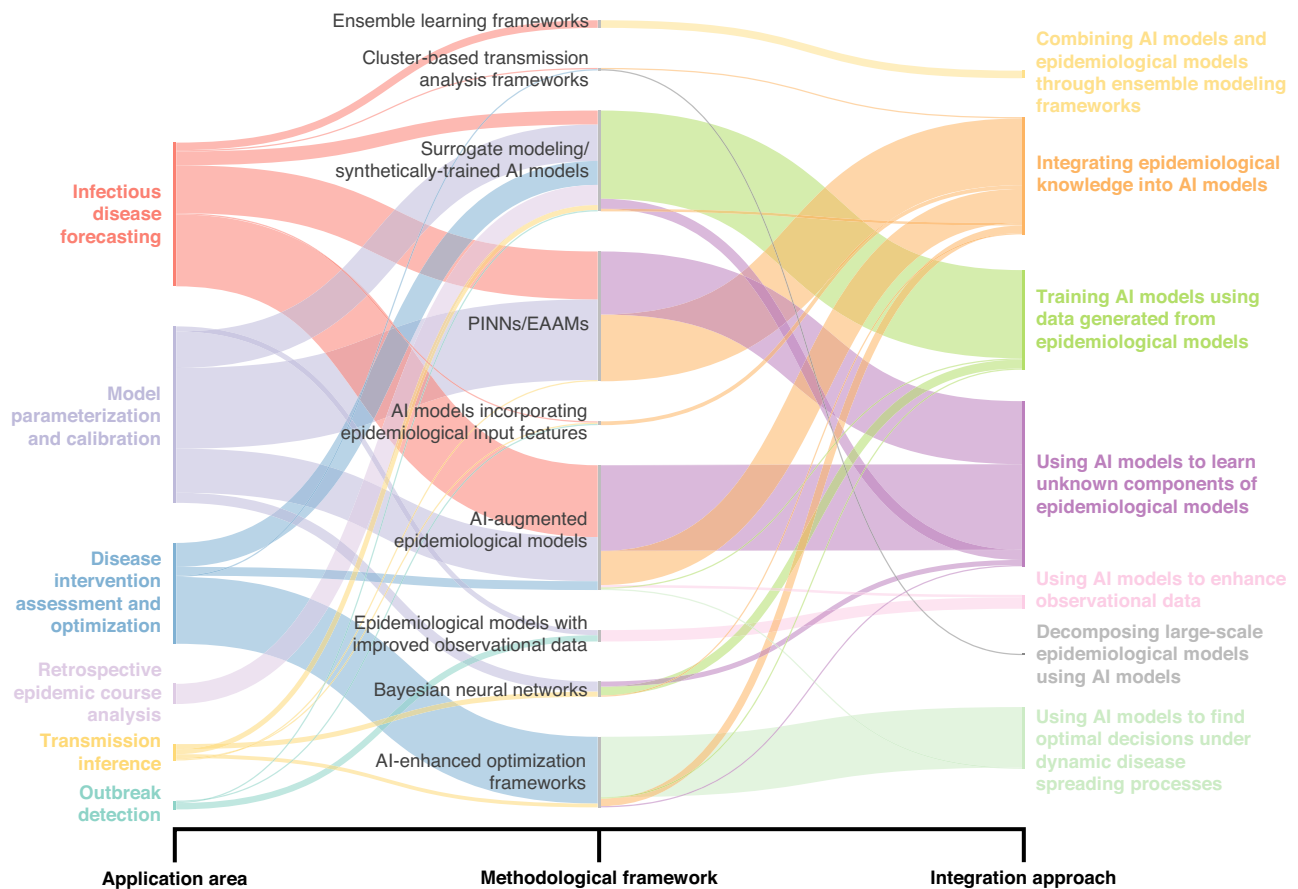 Infectious
disease
forecasting
Model
parameterization
and calibration
Disease
intervention
assessment and
optimization
Retrospective
epidemic course
analysis
Transmission
inference
Outbreak
detection
Ensemble learning frameworks
Cluster-based transmission
analysis frameworks
Surrogate modeling/
synthetically-trained AI models
PINNs/EAAMs
AI models incorporating
epidemiological input features
AI-augmented
epidemiological models
Epidemiological models with
improved observational data
Bayesian neural networks
AI-enhanced optimization
frameworks
Combining AI models and
epidemiological models
through ensemble modeling
frameworks
Integrating epidemiological
knowledge into AI models
Training AI models using
data generated from
epidemiological models
Using AI models to learn
unknown components of
epidemiological models
Using AI models to enhance
observational data
Decomposing large-scale
epidemiological models
using AI models
Using AI models to find
optimal decisions under
dynamic disease
spreading processes
Application area
Methodological framework
Integration approach